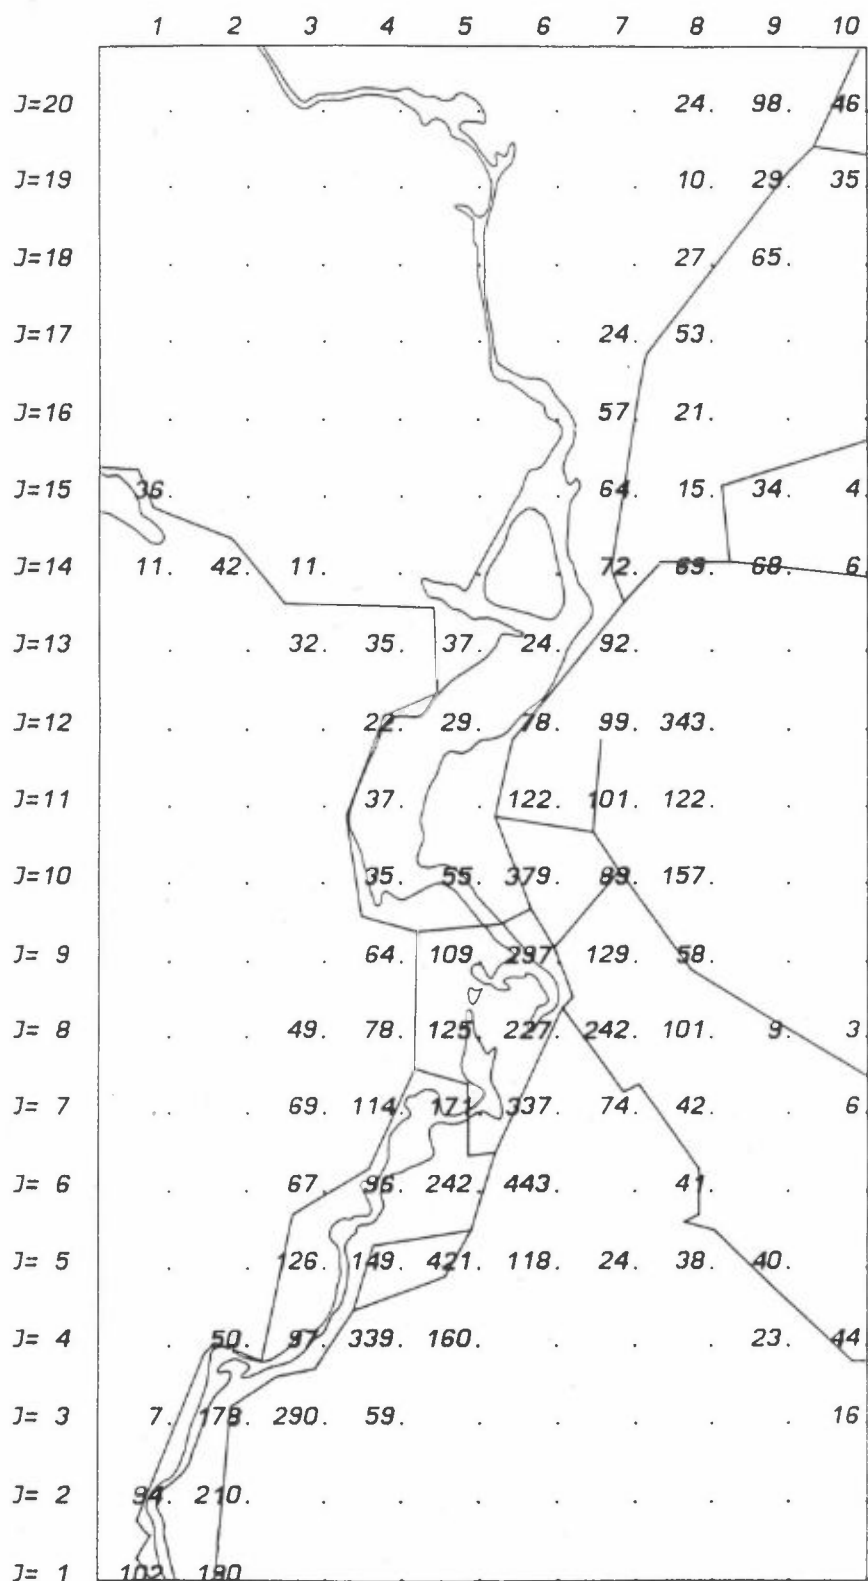 1 2 3 4 5 6 7 8 9 10
J=20 . . . . . . . 24. 98. 46
J=19 . . . . . . . 10. 29. 35
J=18 . . . . . . . 27. 65.
J=17 . . . . . . 24. 53. .
J=16 . . . . . . 57. 21. .
J=15 36. . . . . . 64. 15. 34. 4
J=14 11. 42. 11. . . . 72. 69. 68. 6
J=13 . . 32. 35. 37. 24. 92. . .
J=12 . . . 22. 29. 78. 99. 343. .
J=11 . . . 37. . 122. 101. 122. .
J=10 . . . 35. 55. 379. 89. 157. .
J= 9 . . . 64. 109. 297. 129. 58. .
J= 8 . . 49. 78. 125. 227. 242. 101. 9. 3
J= 7 . . 69. 114. 171. 337. 74. 42. . 6
J= 6 . . 67. 96. 242. 443. . 41. .
J= 5 . . 126. 149. 421. 118. 24. 38. 40.
J= 4 . 50. 97. 339. 160. . . . 23. 44
J= 3 7. 178. 290. 59. . . . . . 16
J= 2 94. 210. . . . . . . .
J= 1 102 180